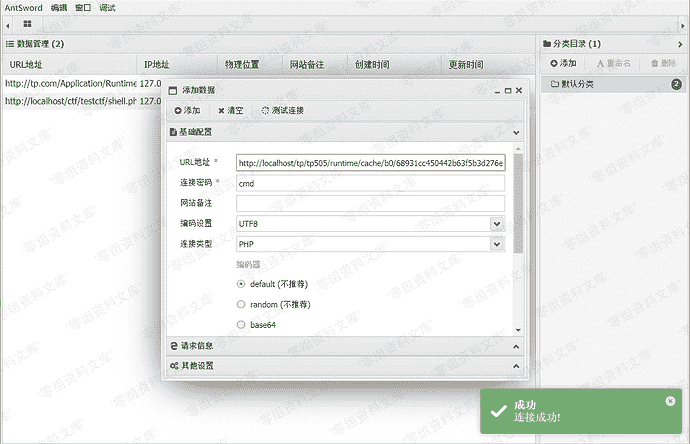 AntSword 编辑 窗口 调试
数据管理 (2)
URL地址 IP地址 物理位置 网站备注 创建时间 更新时间
http://tp.com/Application/Runtime 127.0
http://localhost/ctf/testctf/shell.ph 127.0
分类目录 (1)
添加 重命名 删除
默认分类 2
添加数据
添加 清空 测试连接
基础配置
URL地址 * http://localhost/tp/tp505/runtime/cache/b0/68931cc450442b63f5b3d276e
连接密码 * cmd
网站备注
编码设置 UTF8
连接类型 PHP
编码器
default (不推荐)
random (不推荐)
base64
请求信息
其他设置
成功
连接成功!
零组资料文库